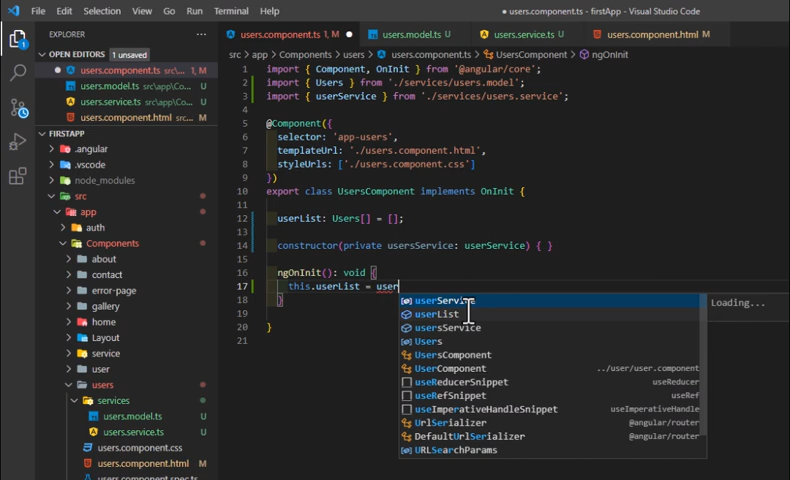 File Edit Selection View Go Run Terminal Help
● users.component.ts - firstApp - Visual Studio Code
EXPLORER ...
OPEN EDITORS 1 unsaved
users.component.ts src\... 1, M
users.model.ts src\app\Co... U
users.service.ts src\app\C... U
users.component.html src\... M
FIRSTAPP
.angular
.vscode
node_modules
src
app
auth
Components
about
contact
error-page
gallery
home
Layout
service
user
users
services
users.model.ts U
users.service.ts U
users.component.css
users.component.html M
users.component.spec.ts
users.component.ts 1, M
users.model.ts U
users.service.ts U
users.component.html M
src > app > Components > users > users.component.ts > UsersComponent > ngOnInit
1 import { Component, OnInit } from '@angular/core';
2 import { Users } from './services/users.model';
3 import { userService } from './services/users.service';
4
5 @Component({
6 selector: 'app-users',
7 templateUrl: './users.component.html',
8 styleUrls: ['./users.component.css']
9 })
10 export class UsersComponent implements OnInit {
11
12 userList: Users[] = [];
13
14 constructor(private usersService: userService) { }
15
16 ngOnInit(): void {
17 this.userList = user
18 }
19
20 }
21
userService
userList
usersService
Users
UsersComponent
UserComponent ../user/user.component
useReducerSnippet useReducer
useRefSnippet useRef
useImperativeHandleSnippet useImperativeHandle
UrlSerializer @angular/router
DefaultUrlSerializer @angular/router
URLSearchParams
Loading...